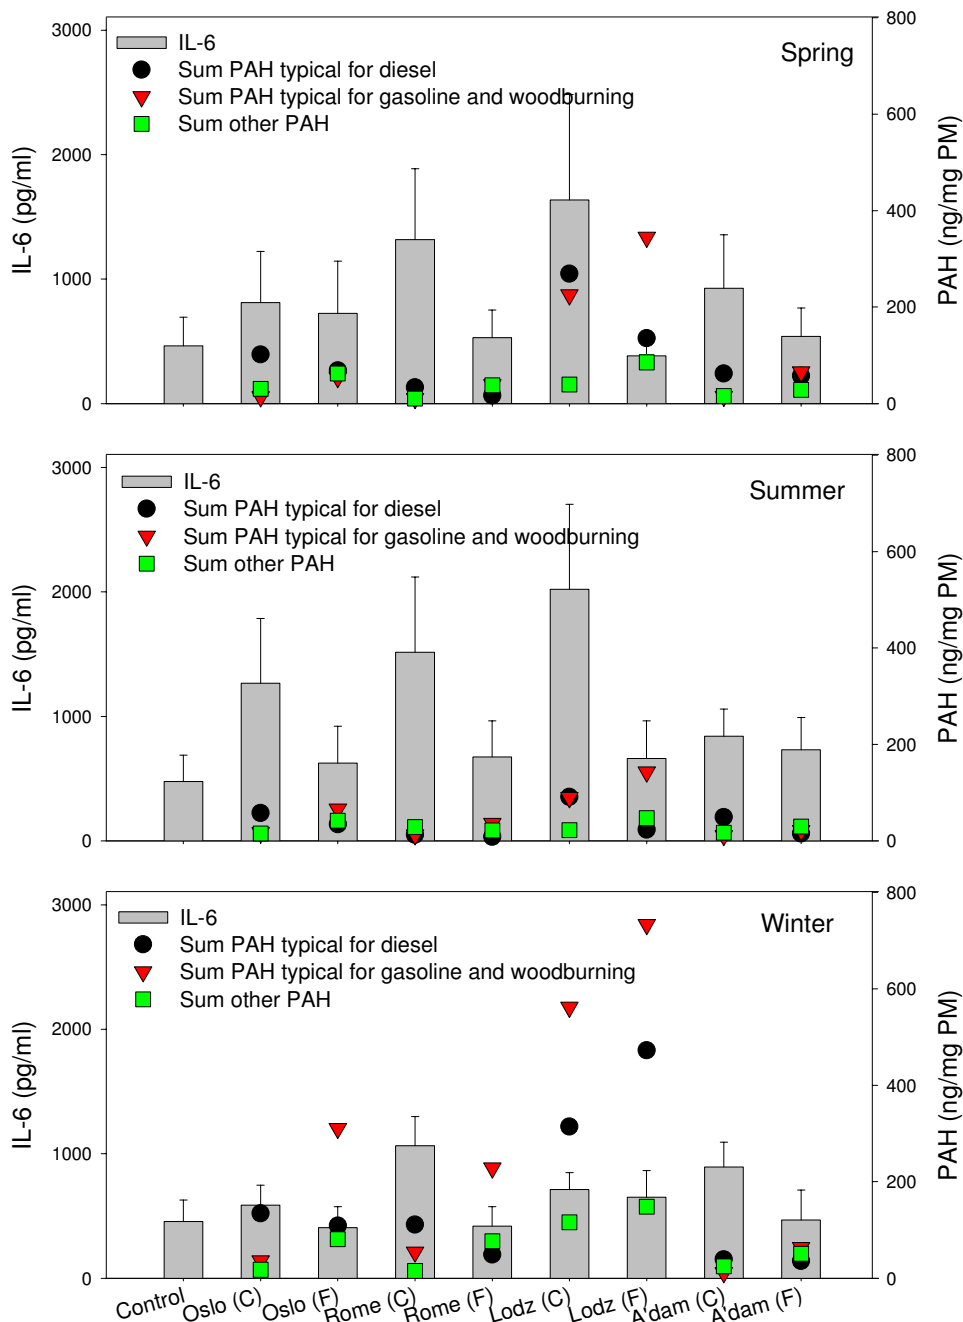 Spring
IL-6
Sum PAH typical for diesel
Sum PAH typical for gasoline and woodburning
Sum other PAH
IL-6 (pg/ml)
3000
2000
1000
0
PAH (ng/mg PM)
800
600
400
200
0
Summer
IL-6
Sum PAH typical for diesel
Sum PAH typical for gasoline and woodburning
Sum other PAH
IL-6 (pg/ml)
3000
2000
1000
0
PAH (ng/mg PM)
800
600
400
200
0
Winter
IL-6
Sum PAH typical for diesel
Sum PAH typical for gasoline and woodburning
Sum other PAH
IL-6 (pg/ml)
3000
2000
1000
0
PAH (ng/mg PM)
800
600
400
200
0
Control
Oslo (C)
Oslo (F)
Rome (C)
Rome (F)
Lodz (C)
Lodz (F)
A'dam (C)
A'dam (F)